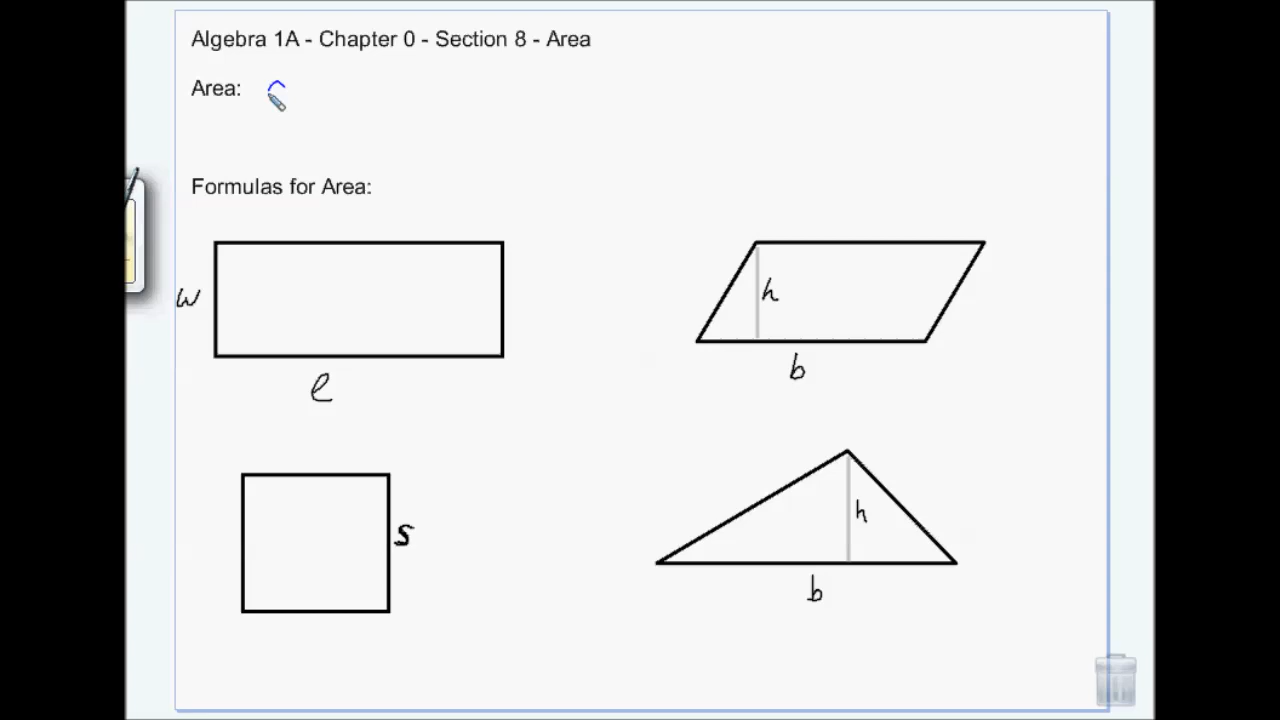 Algebra 1A - Chapter 0 - Section 8 - Area
Area:
Formulas for Area:
w
h
l
b
s
h
b